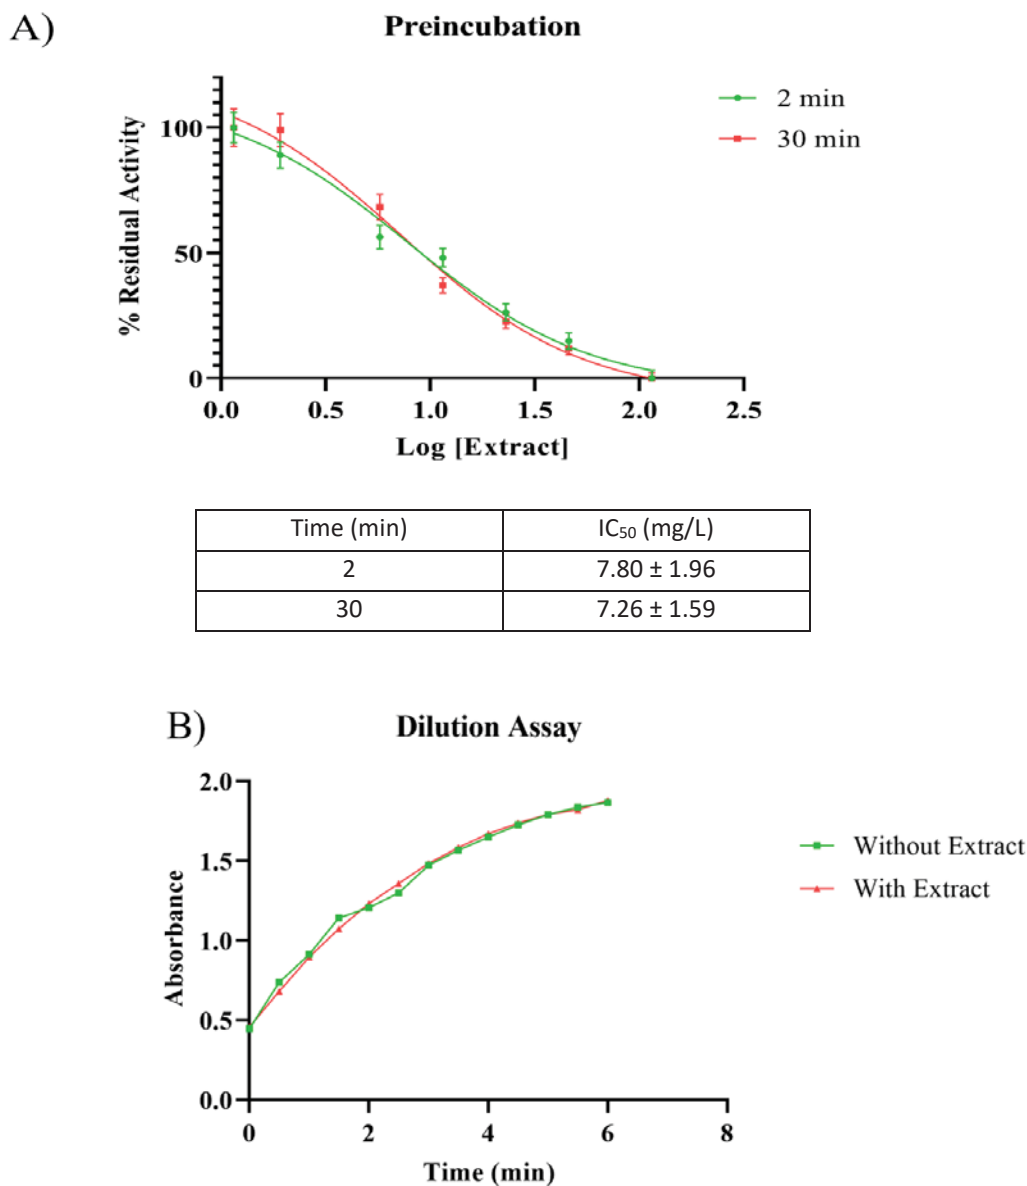 A)
Preincubation
2 min
30 min
% Residual Activity
100
50
0
0.0 0.5 1.0 1.5 2.0 2.5
Log [Extract]
Time (min) IC₅₀ (mg/L)
2 7.80 ± 1.96
30 7.26 ± 1.59
B)
Dilution Assay
Without Extract
With Extract
Absorbance
2.0
1.5
1.0
0.5
0.0
0 2 4 6 8
Time (min)